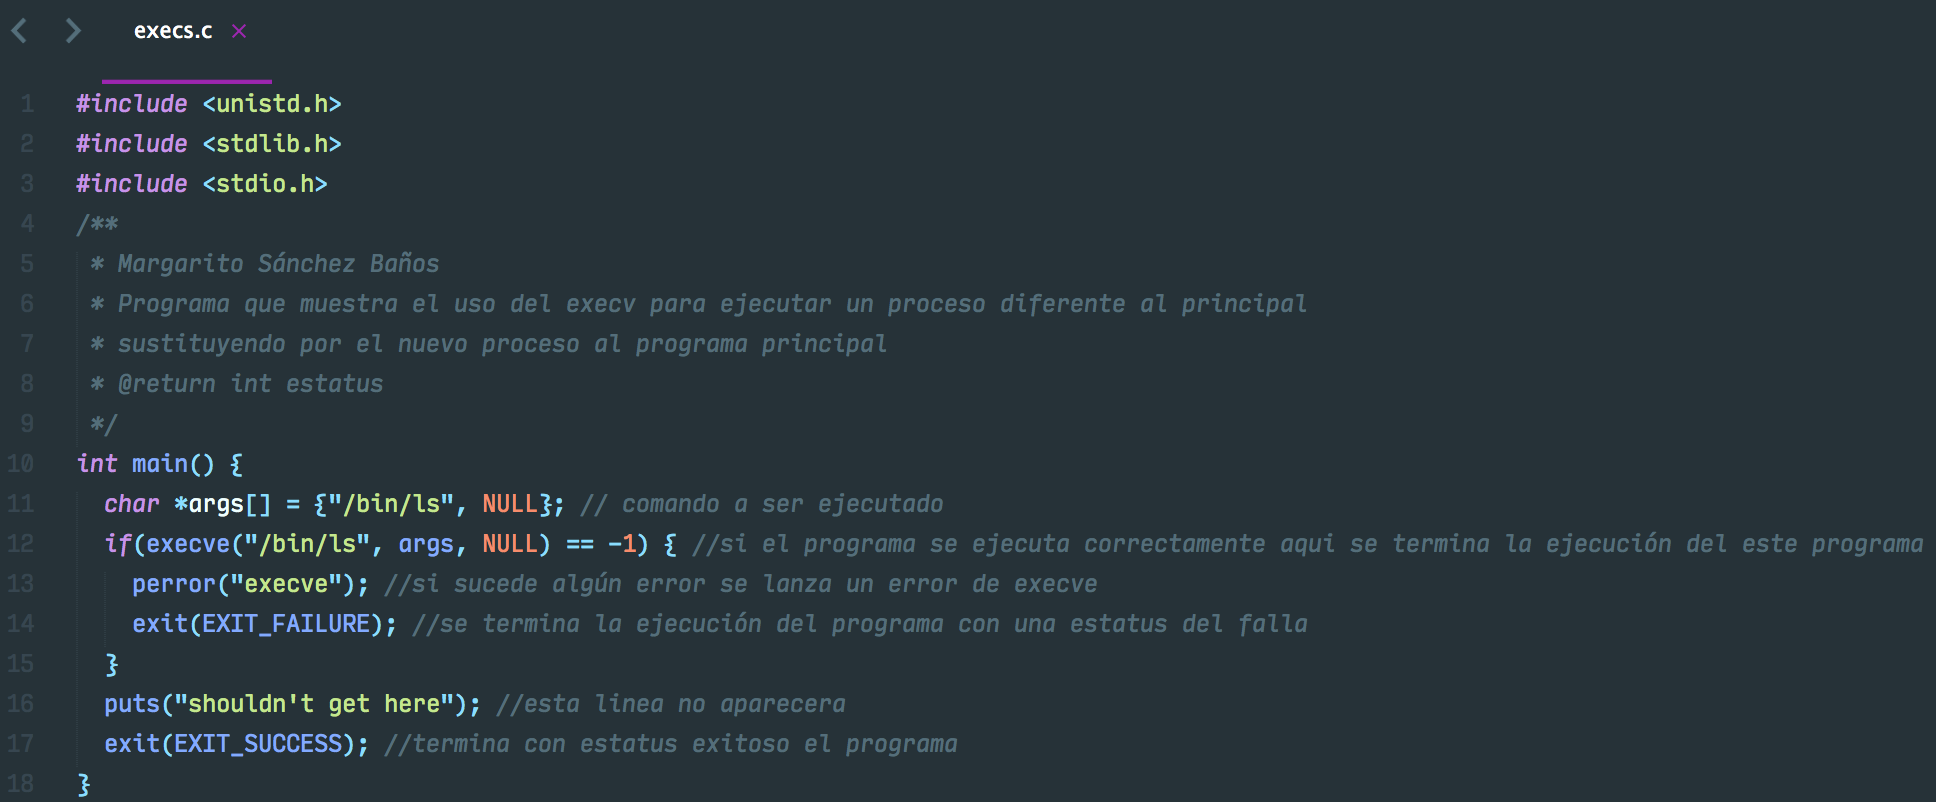 execs.c ×
1 #include <unistd.h>
2 #include <stdlib.h>
3 #include <stdio.h>
4 /**
5  * Margarito Sánchez Baños
6  * Programa que muestra el uso del execv para ejecutar un proceso diferente al principal
7  * sustituyendo por el nuevo proceso al programa principal
8  * @return int estatus
9  */
10 int main() {
11   char *args[] = {"/bin/ls", NULL}; // comando a ser ejecutado
12   if(execve("/bin/ls", args, NULL) == -1) { //si el programa se ejecuta correctamente aqui se termina la ejecución del este programa
13     perror("execve"); //si sucede algún error se lanza un error de execve
14     exit(EXIT_FAILURE); //se termina la ejecución del programa con una estatus del falla
15   }
16   puts("shouldn't get here"); //esta linea no aparecera
17   exit(EXIT_SUCCESS); //termina con estatus exitoso el programa
18 }